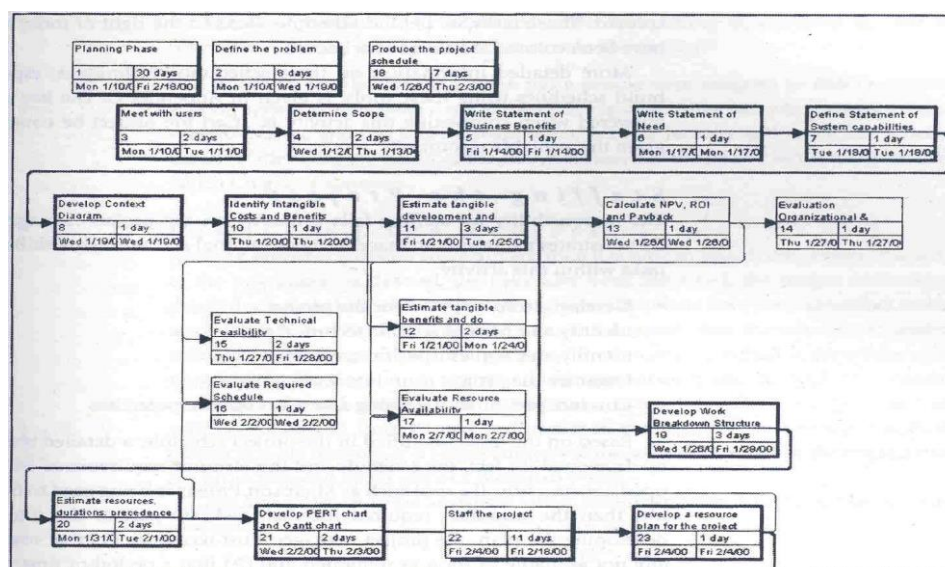 Planning Phase
1 30 days
Mon 1/10/0 Fri 2/18/00
Define the problem
2 8 days
Mon 1/10/0 Wed 1/19/0
Produce the project
schedule
18 7 days
Wed 1/26/0 Thu 2/3/00
Meet with users
3 2 days
Mon 1/10/0 Tue 1/11/00
Determine Scope
4 2 days
Wed 1/12/0 Thu 1/13/00
Write Statement of
Business Benefits
5 1 day
Fri 1/14/00 Fri 1/14/00
Write Statement of
Need
6 1 day
Mon 1/17/0 Mon 1/17/0
Define Statement of
System capabilities
7 1 day
Tue 1/18/0 Tue 1/18/0
Develop Context
Diagram
8 1 day
Wed 1/19/0 Wed 1/19/0
Identify Intangible
Costs and Benefits
10 1 day
Thu 1/20/0 Thu 1/20/0
Estimate tangible
development and
11 3 days
Fri 1/21/00 Tue 1/25/0
Calculate NPV, ROI
and Payback
13 1 day
Wed 1/26/0 Wed 1/26/0
Evaluation
Organizational &
14 1 day
Thu 1/27/0 Thu 1/27/0
Evaluate Technical
Feasibility
15 2 days
Thu 1/27/0 Fri 1/28/00
Estimate tangible
benefits and do
12 2 days
Fri 1/21/00 Mon 1/24/0
Evaluate Required
Schedule
16 1 day
Wed 2/2/0 Wed 2/2/0
Evaluate Resource
Availability
17 1 day
Mon 2/7/00 Mon 2/7/00
Develop Work
Breakdown Structure
19 3 days
Wed 1/26/0 Fri 1/28/00
Estimate resources,
durations, precedence
20 2 days
Mon 1/31/0 Tue 2/1/00
Develop PERT chart
and Gantt chart
21 2 days
Wed 2/2/0 Thu 2/3/00
Staff the project
22 11 days
Fri 2/4/00 Fri 2/18/00
Develop a resource
plan for the project
23 1 day
Fri 2/4/00 Fri 2/4/00